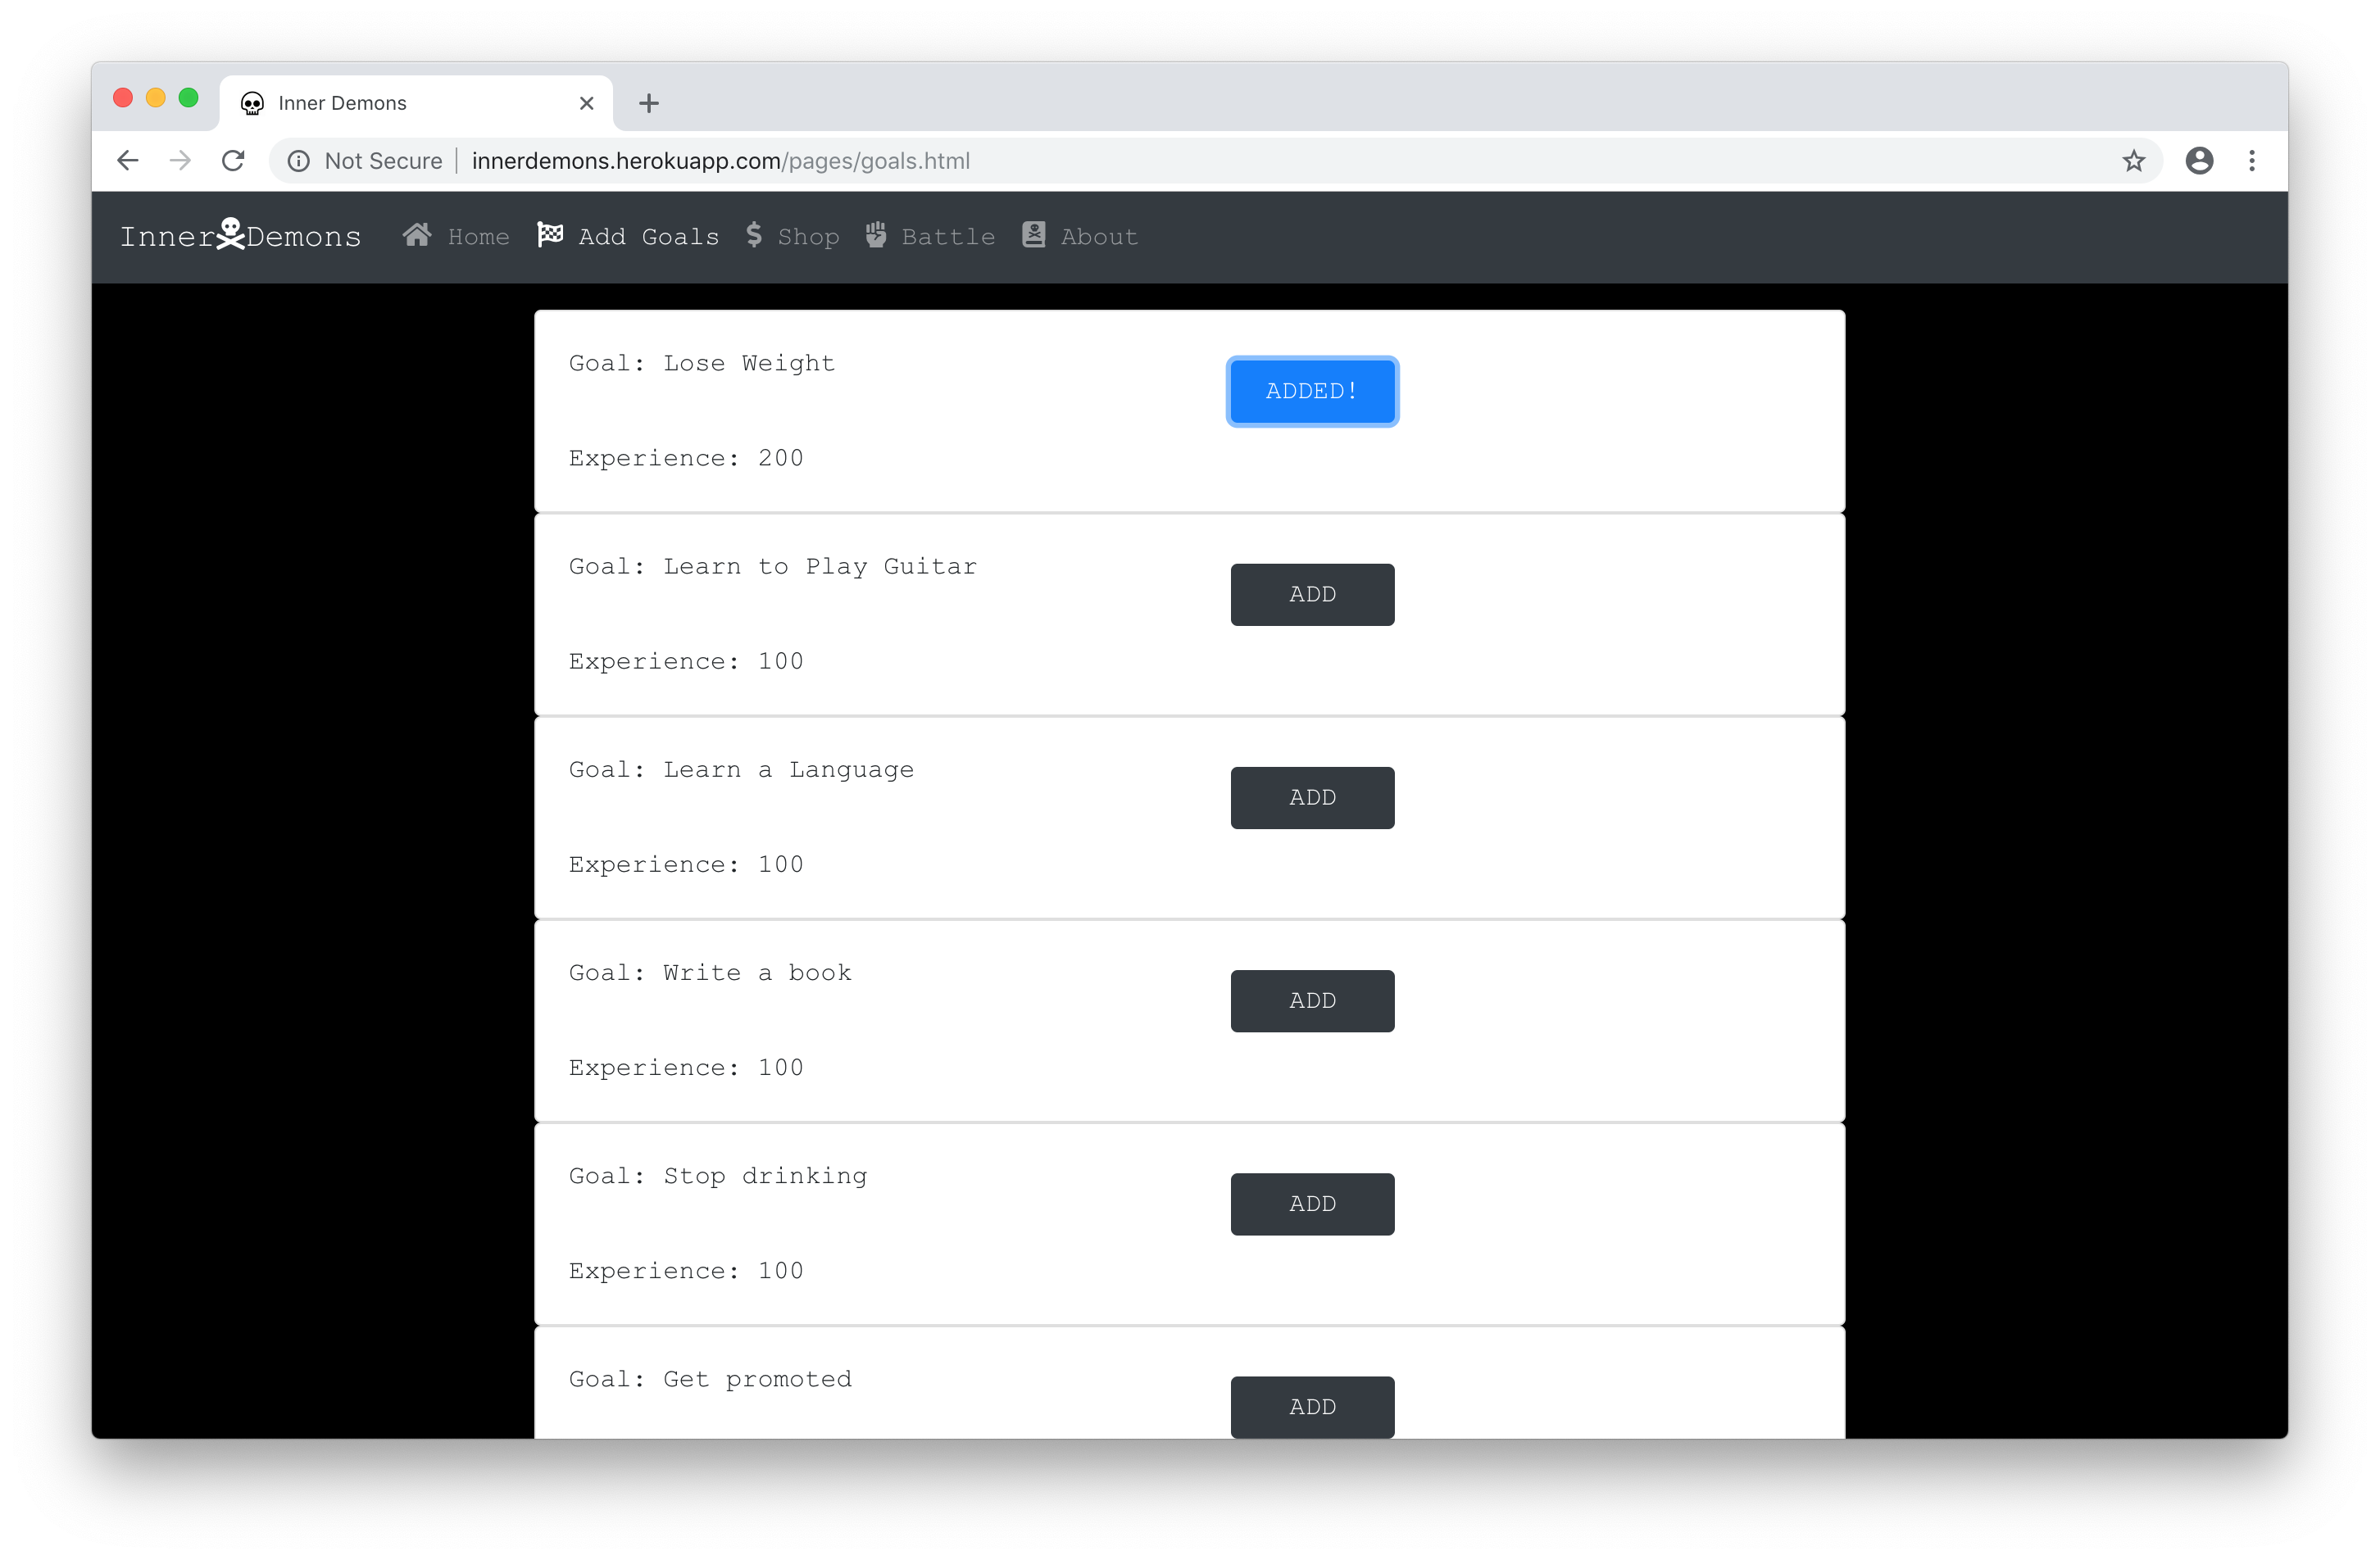 Inner Demons
Not Secure innerdemons.herokuapp.com/pages/goals.html
Inner Demons Home Add Goals Shop Battle About
Goal: Lose Weight
ADDED!
Experience: 200
Goal: Learn to Play Guitar
ADD
Experience: 100
Goal: Learn a Language
ADD
Experience: 100
Goal: Write a book
ADD
Experience: 100
Goal: Stop drinking
ADD
Experience: 100
Goal: Get promoted
ADD